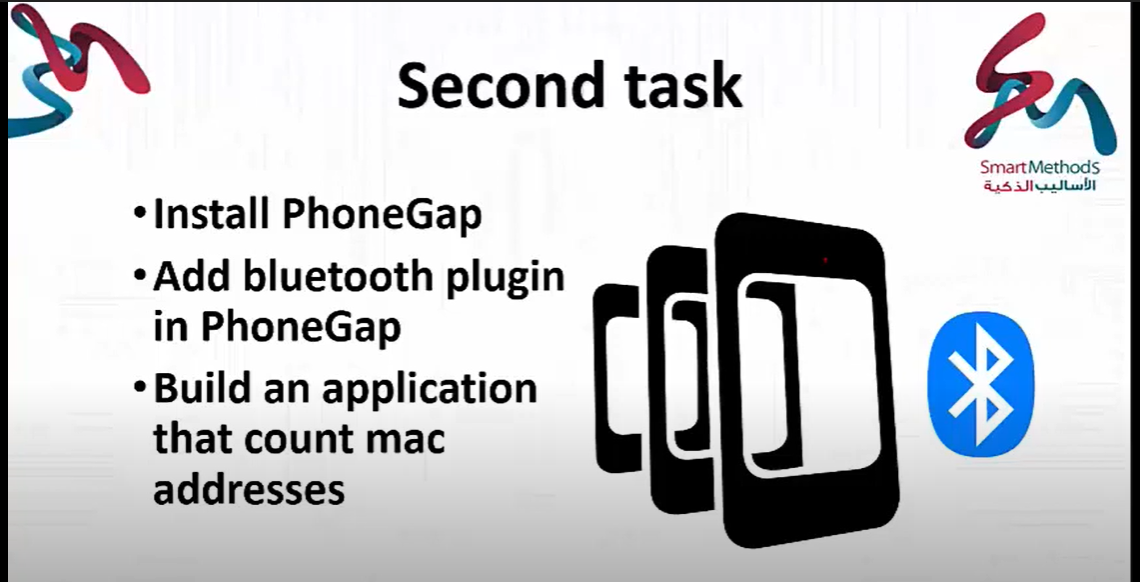 Second task
SmartMethods
الأساليب الذكية
•Install PhoneGap
•Add bluetooth plugin
in PhoneGap
•Build an application
that count mac
addresses